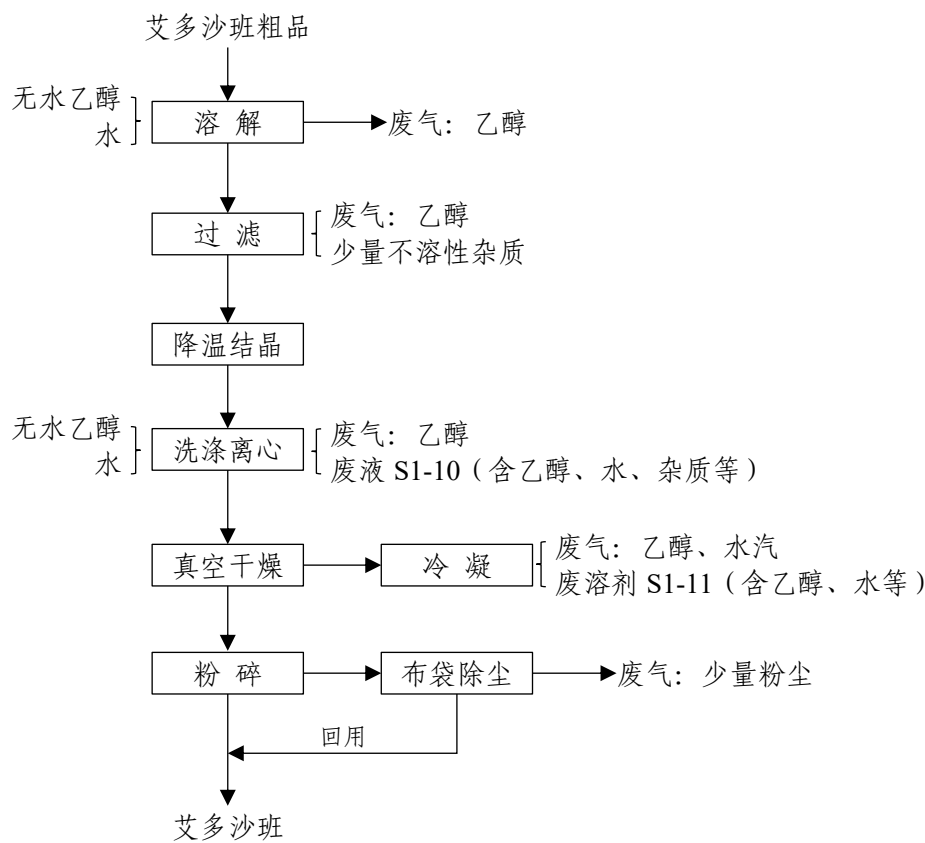 艾多沙班粗品
无水乙醇
水
溶 解
废气：乙醇
过 滤
废气：乙醇
少量不溶性杂质
降温结晶
无水乙醇
水
洗涤离心
废气：乙醇
废液 S1-10（含乙醇、水、杂质等）
真空干燥
冷 凝
废气：乙醇、水汽
废溶剂 S1-11（含乙醇、水等）
粉 碎
布袋除尘
废气：少量粉尘
回用
艾多沙班